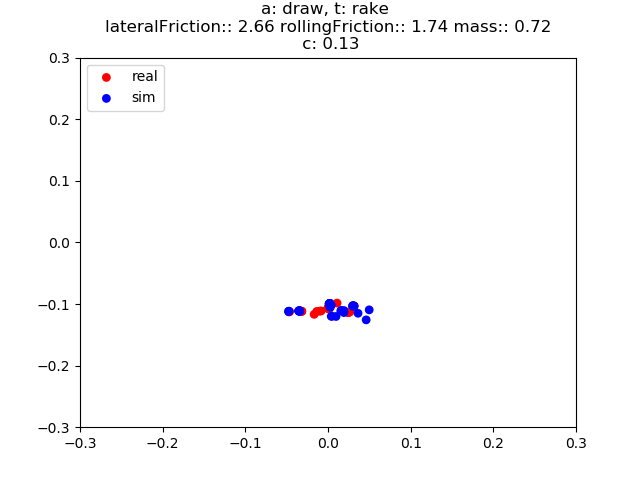 a: draw, t: rake
lateralFriction:: 2.66 rollingFriction:: 1.74 mass:: 0.72
c: 0.13
real
sim
0.3
0.2
0.1
0.0
−0.1
−0.2
−0.3
−0.3 −0.2 −0.1 0.0 0.1 0.2 0.3